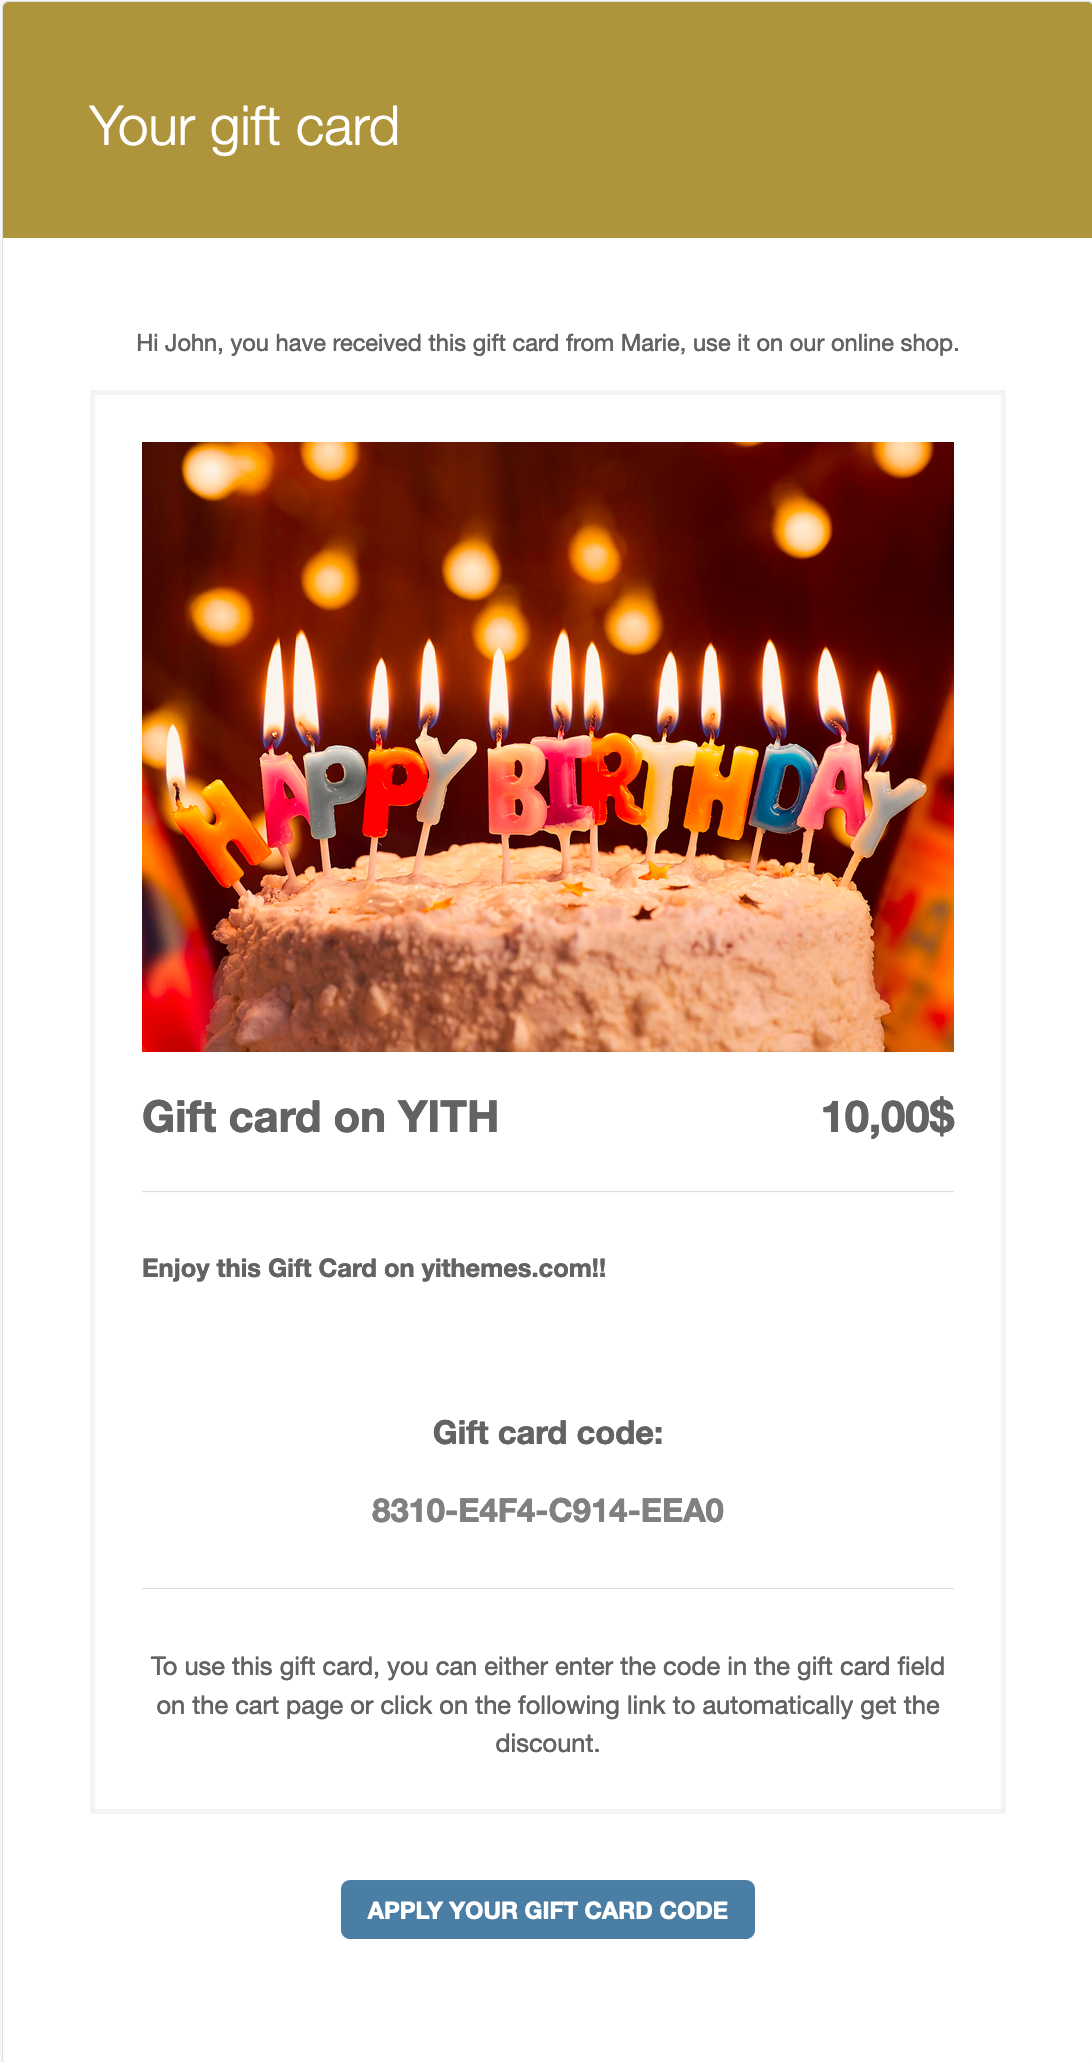 Your gift card
Hi John, you have received this gift card from Marie, use it on our online shop.
HAPPY BIRTHDAY
Gift card on YITH 10,00$
Enjoy this Gift Card on yithemes.com!!
Gift card code:
8310-E4F4-C914-EEA0
To use this gift card, you can either enter the code in the gift card field
on the cart page or click on the following link to automatically get the
discount.
APPLY YOUR GIFT CARD CODE